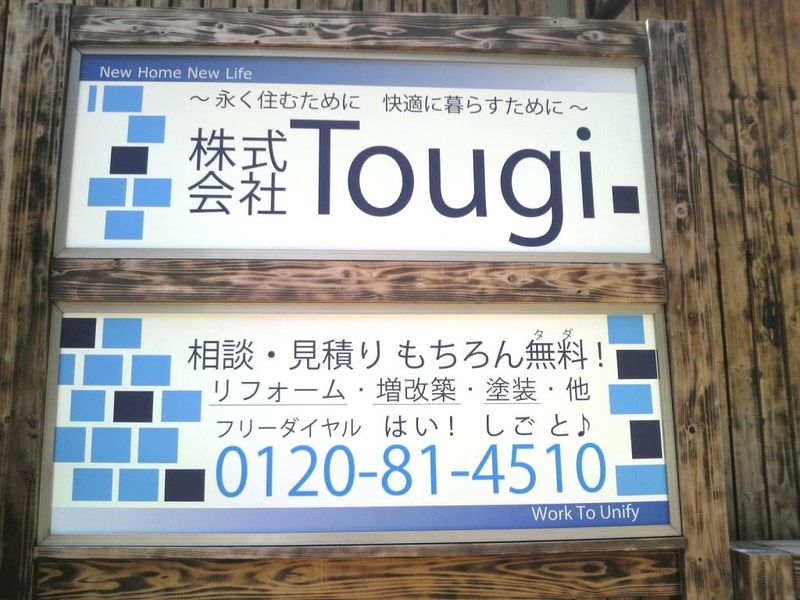 New Home New Life
～永く住むために 快適に暮らすために～
株式
会社
Tougi.
相談・見積り もちろん無料！
タダ
リフォーム・増改築・塗装・他
フリーダイヤル はい！ しごと♪
0120-81-4510
Work To Unify